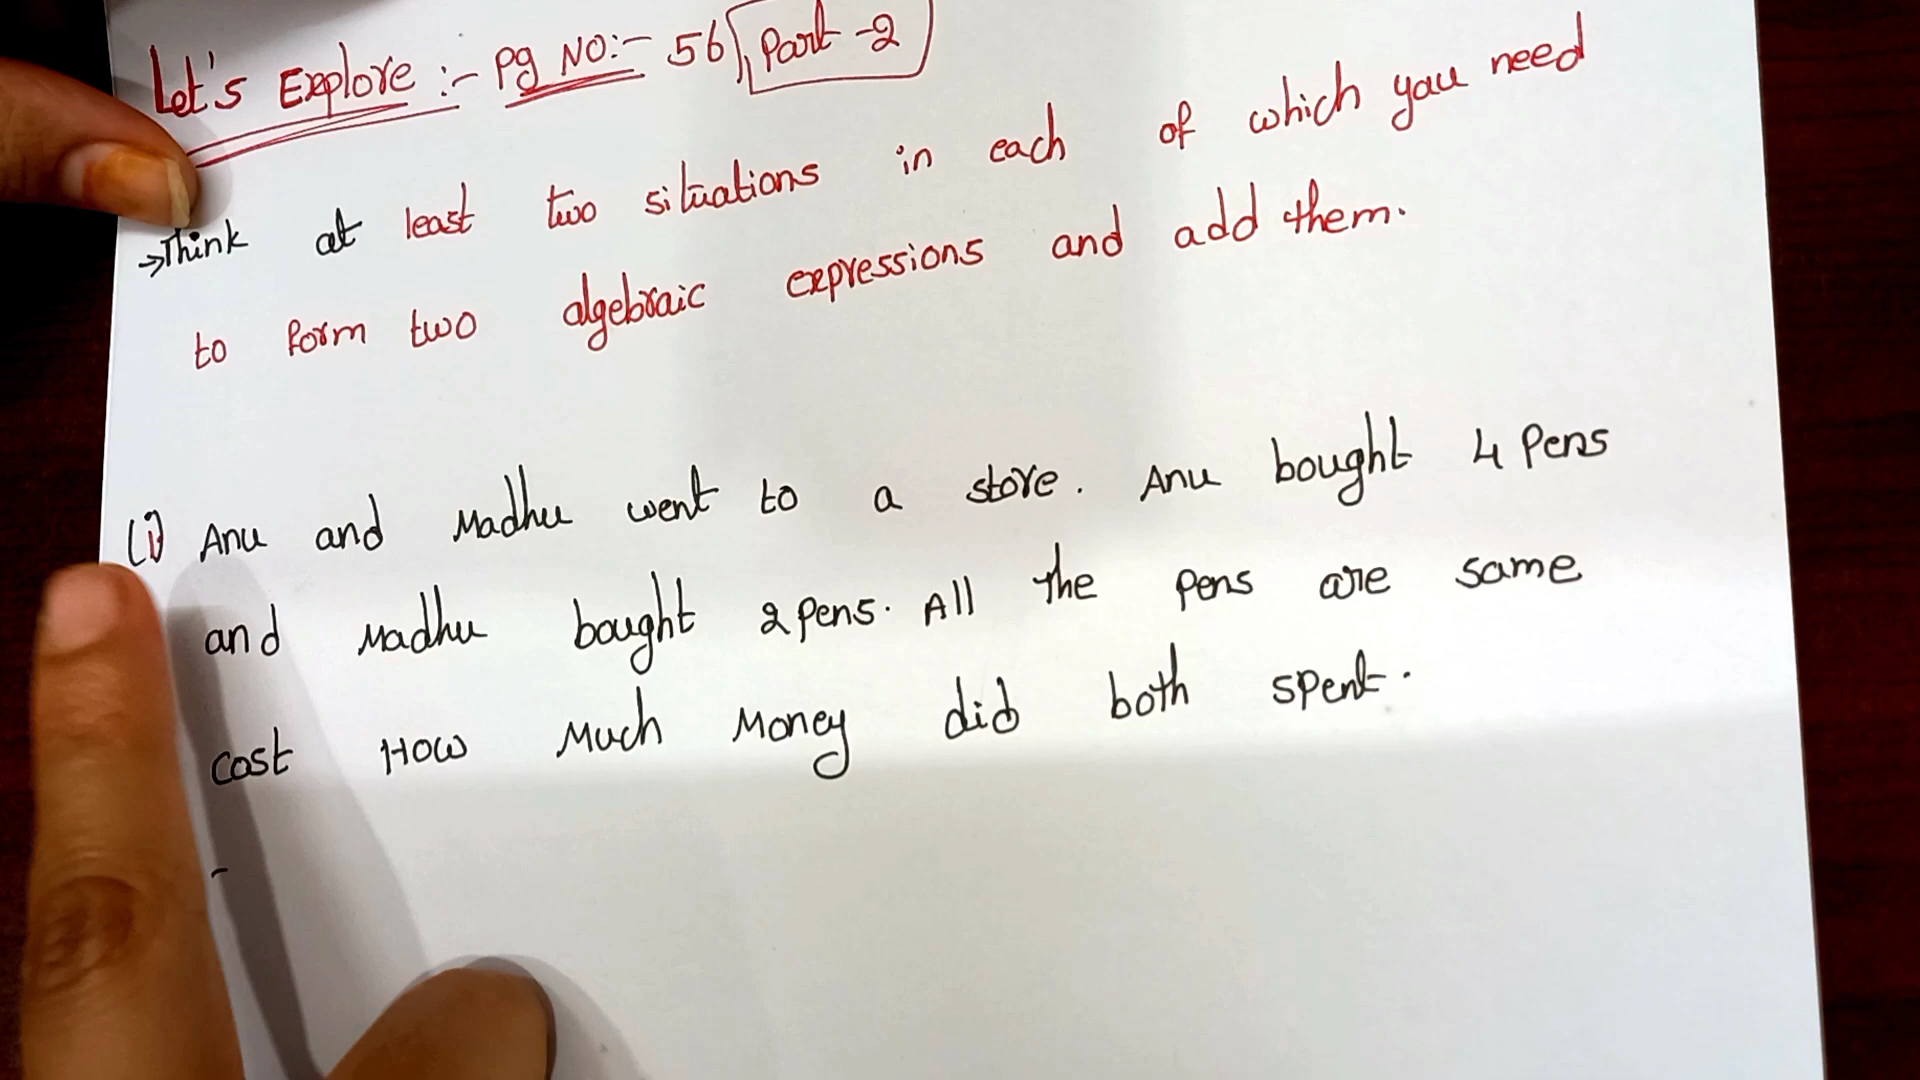 Let's Explore :- Pg NO:- 56), Part -2
→Think at least two situations in each of which you need
to form two algebraic expressions and add them.
(i) Anu and Madhu went to a store. Anu bought 4 Pens
and Madhu bought 2 Pens. All the Pens are same
cost How Much Money did both spent.